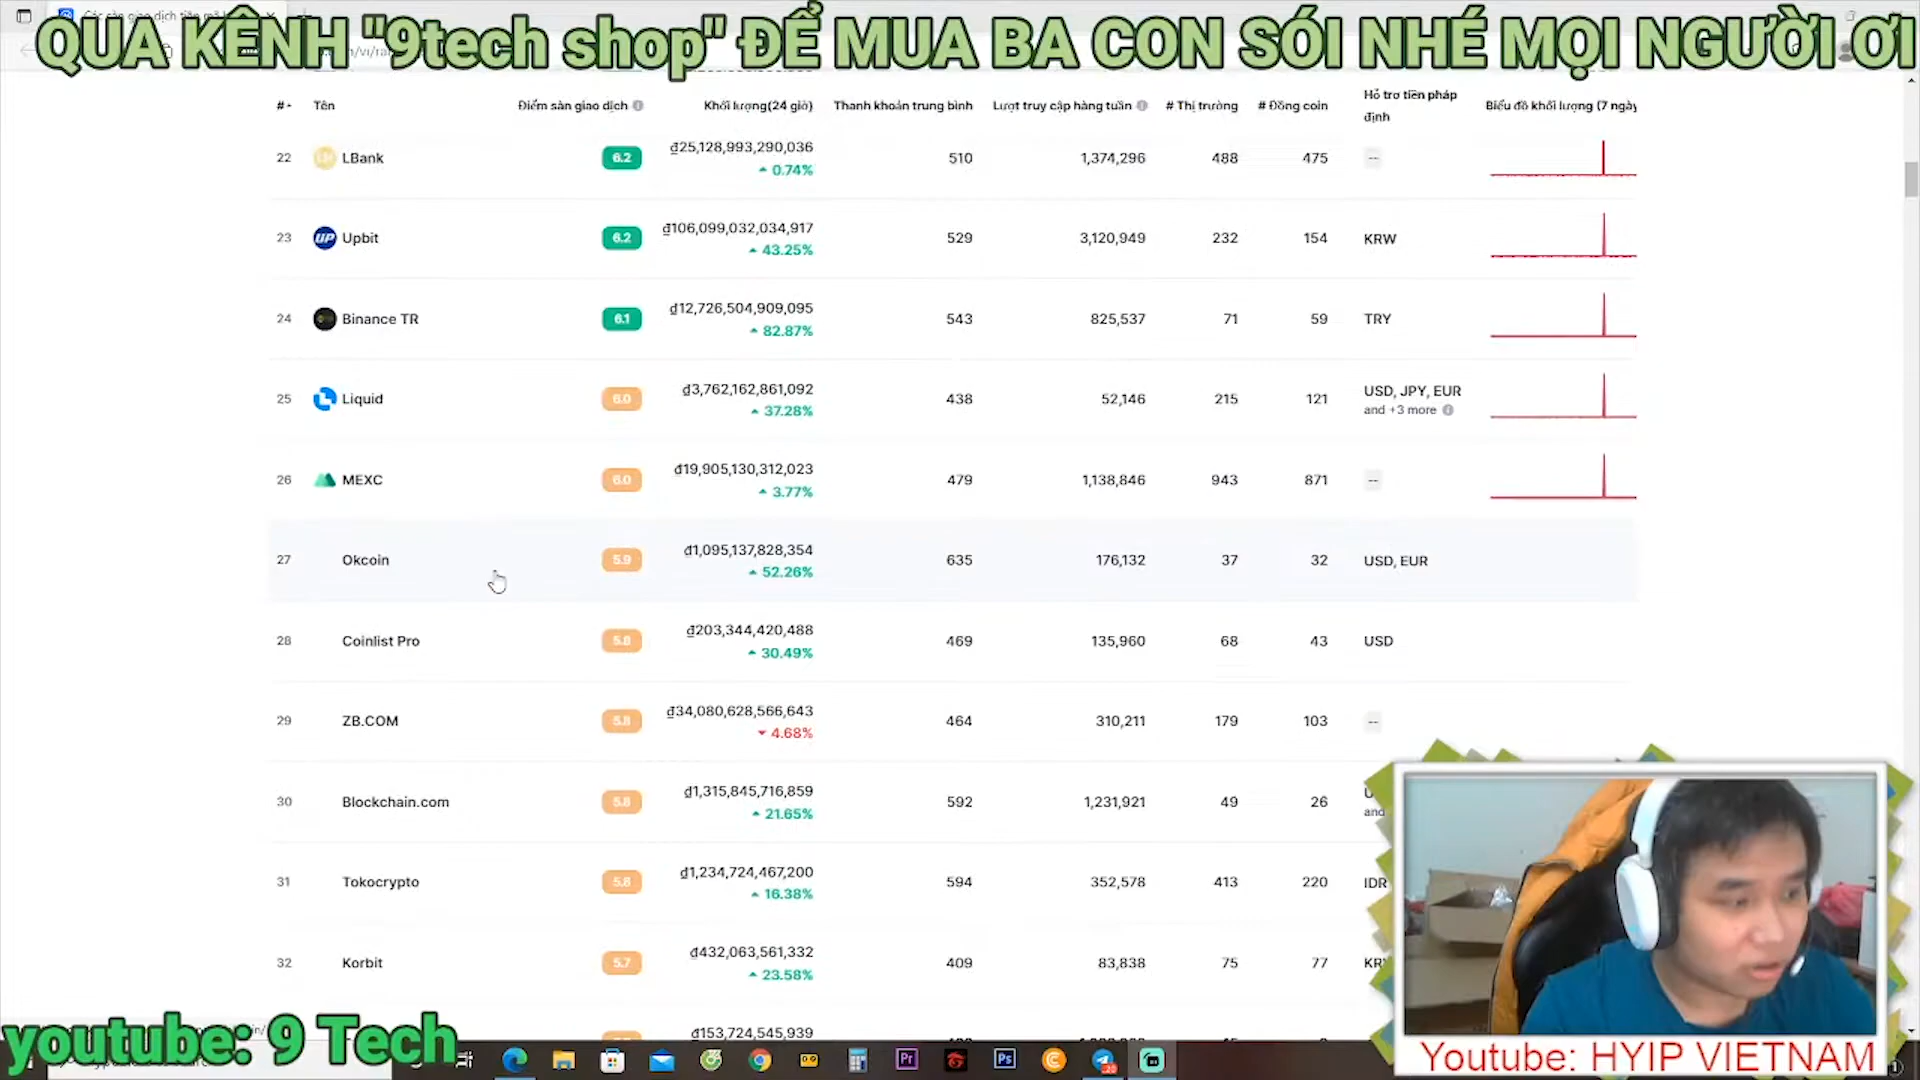 QUA KÊNH "9tech shop" ĐỂ MUA BA CON SÓI NHÉ MỌI NGƯỜI ƠI
# Tên Điểm sàn giao dịch Khối lượng(24 giờ) Thanh khoản trung bình Lượt truy cập hàng tuần # Thị trường # Đồng coin Hỗ trợ tiền pháp định Biểu đồ khối lượng (7 ngày
22 LBank 6.2 ₫25,128,993,290,036 510 1,374,296 488 475 --
0.74%
23 Upbit 6.2 ₫106,099,032,034,917 529 3,120,949 232 154 KRW
43.25%
24 Binance TR 6.1 ₫12,726,504,909,095 543 825,537 71 59 TRY
82.87%
25 Liquid 6.0 ₫3,762,162,861,092 438 52,146 215 121 USD, JPY, EUR
37.28% and +3 more
26 MEXC 6.0 ₫19,905,130,312,023 479 1,138,846 943 871 --
3.77%
27 Okcoin 5.9 ₫1,095,137,828,354 635 176,132 37 32 USD, EUR
52.26%
28 Coinlist Pro 5.8 ₫203,344,420,488 469 135,960 68 43 USD
30.49%
29 ZB.COM 5.8 ₫34,080,628,566,643 464 310,211 179 103 --
4.68%
30 Blockchain.com 5.8 ₫1,315,845,716,859 592 1,231,921 49 26
21.65% and
31 Tokocrypto 5.8 ₫1,234,724,467,200 594 352,578 413 220 IDR
16.38%
32 Korbit 5.7 ₫432,063,561,332 409 83,838 75 77
23.58%
₫153,724,545,939
youtube: 9 Tech
Youtube: HYIP VIETNAM